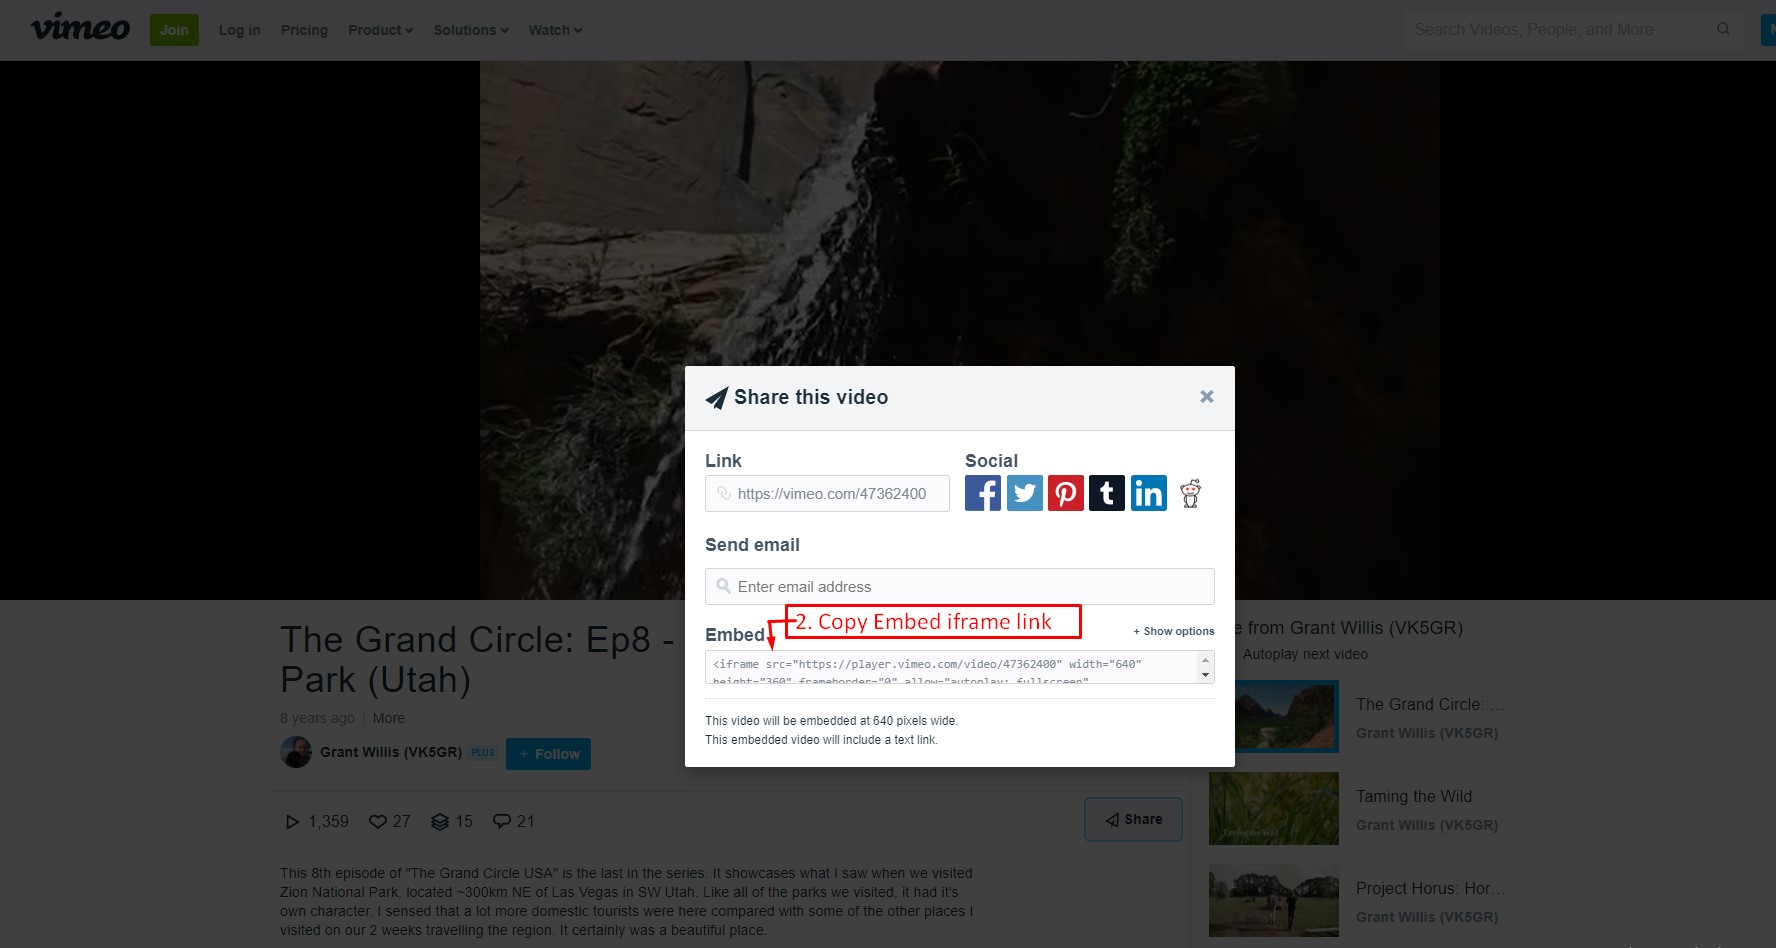 vimeo
Join
Log in
Pricing
Product
Solutions
Watch
Search Videos, People, and More
Share this video
Link
Social
https://vimeo.com/47362400
Send email
Enter email address
2. Copy Embed iframe link
Embed
+ Show options
<iframe src="https://player.vimeo.com/video/47362400" width="640"
height="360" frameborder="0" allow="autoplay; fullscreen"
This video will be embedded at 640 pixels wide.
This embedded video will include a text link.
The Grand Circle: Ep8 -
Park (Utah)
8 years ago | More
Grant Willis (VK5GR) PLUS
+ Follow
1,359
27
15
21
Share
This 8th episode of "The Grand Circle USA" is the last in the series. It showcases what I saw when we visited
Zion National Park, located ~300km NE of Las Vegas in SW Utah. Like all of the parks we visited, it had it's
own character. I sensed that a lot more domestic tourists were here compared with some of the other places I
visited on our 2 weeks travelling the region. It certainly was a beautiful place.
e from Grant Willis (VK5GR)
Autoplay next video
The Grand Circle: ...
Grant Willis (VK5GR)
Taming the Wild
Taming the Wild
Grant Willis (VK5GR)
Project Horus: Hor...
Grant Willis (VK5GR)